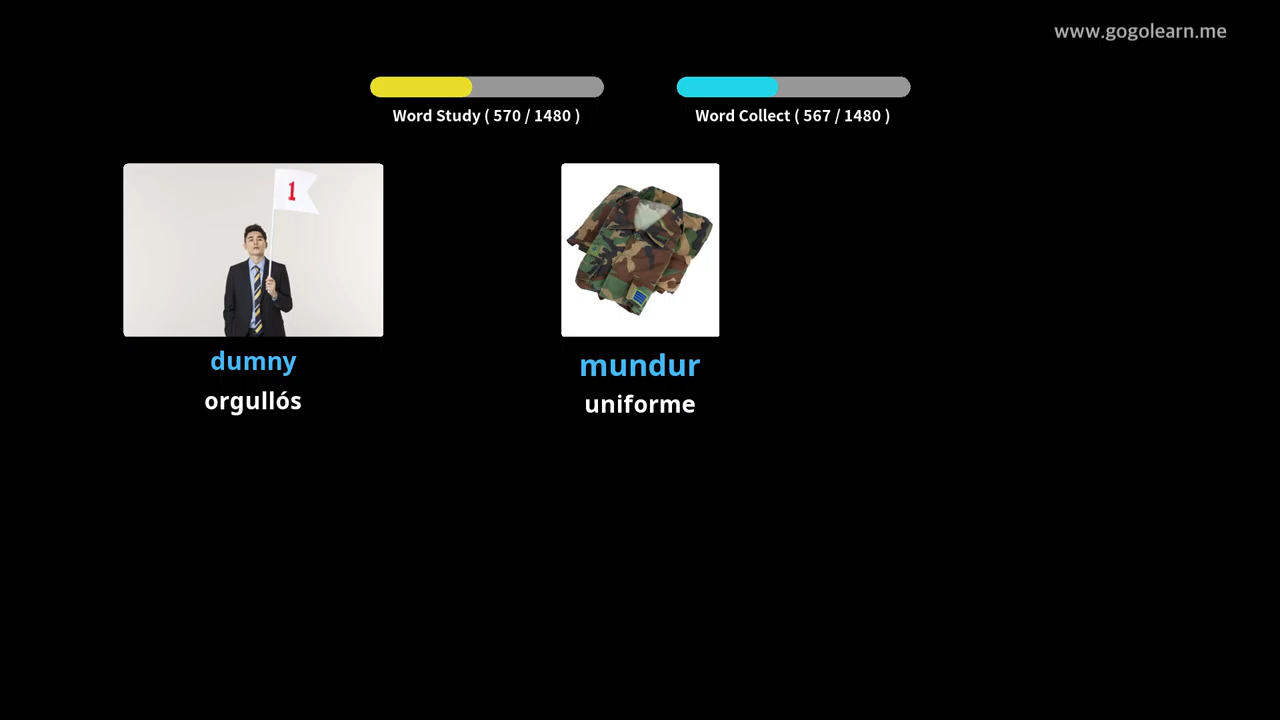 www.gogolearn.me
Word Study ( 570 / 1480 )
Word Collect ( 567 / 1480 )
1
dumny
orgullós
mundur
uniforme